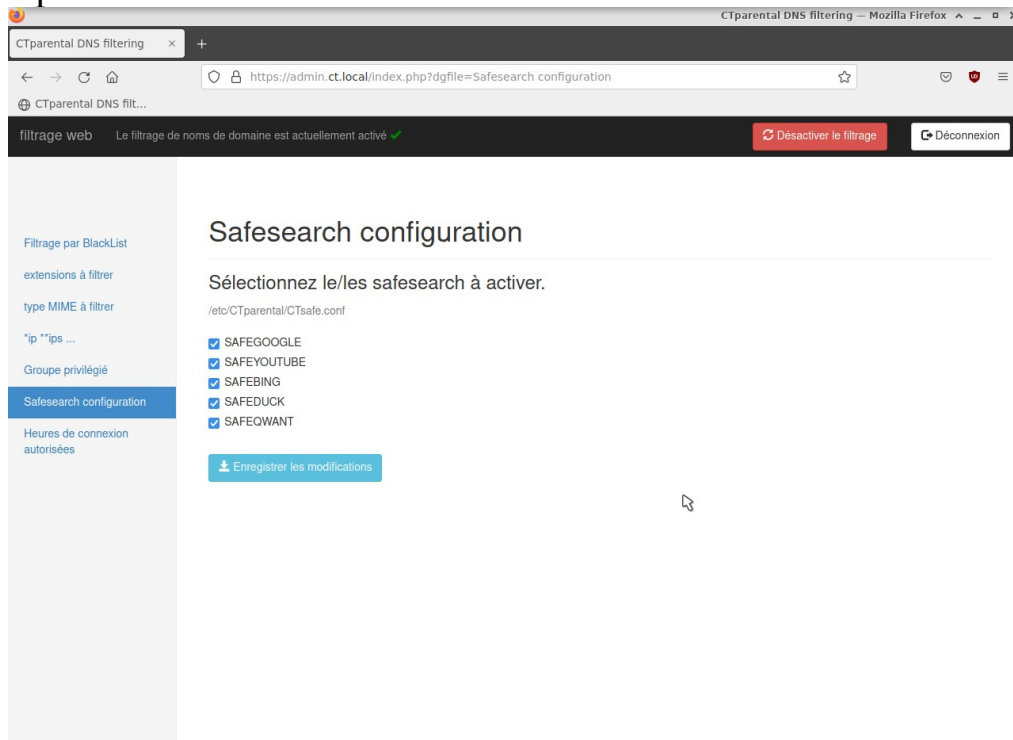 CTparental DNS filtering — Mozilla Firefox
CTparental DNS filtering × +
https://admin.ct.local/index.php?dgfile=Safesearch configuration
CTparental DNS filt...
filtrage web Le filtrage de noms de domaine est actuellement activé ✔ Désactiver le filtrage Déconnexion
Filtrage par BlackList
extensions à filtrer
type MIME à filtrer
*ip **ips ...
Groupe privilégié
Safesearch configuration
Heures de connexion
autorisées
Safesearch configuration
Sélectionnez le/les safesearch à activer.
/etc/CTparental/CTsafe.conf
SAFEGOOGLE
SAFEYOUTUBE
SAFEBING
SAFEDUCK
SAFEQWANT
Enregistrer les modifications